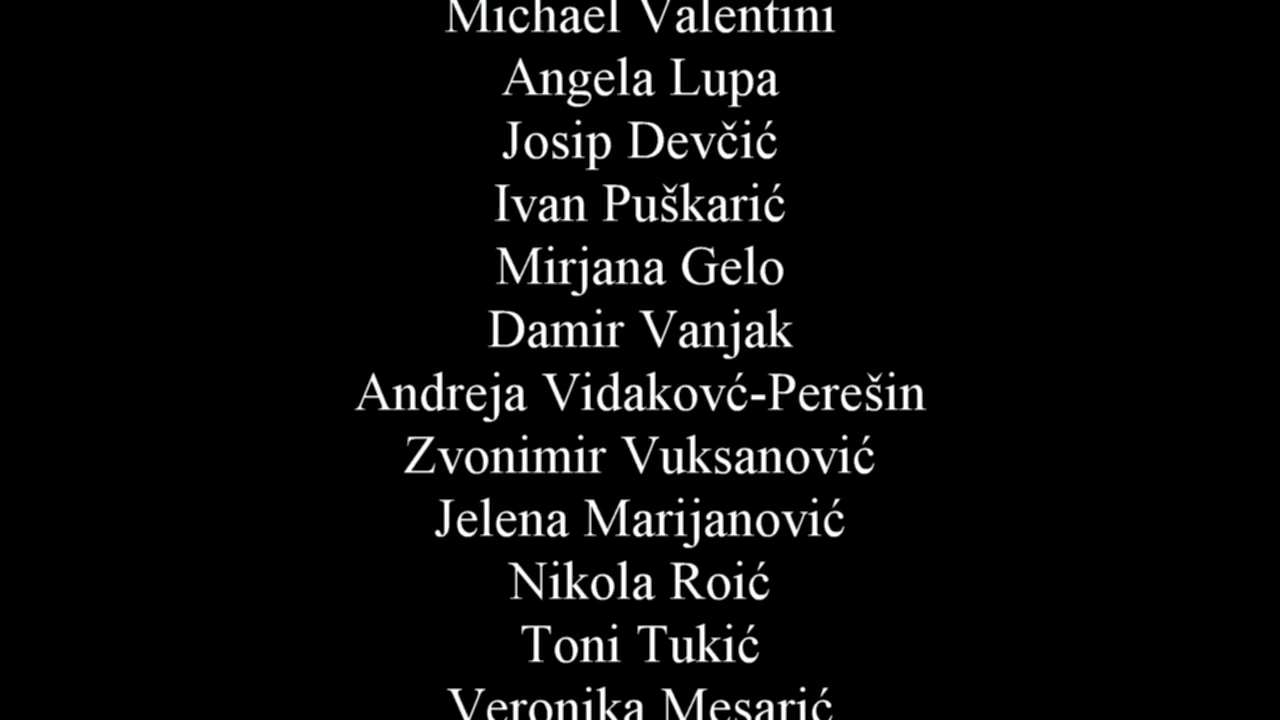 Michael Valentini
Angela Lupa
Josip Devčić
Ivan Puškarić
Mirjana Gelo
Damir Vanjak
Andreja Vidakovć-Perešin
Zvonimir Vuksanović
Jelena Marijanović
Nikola Roić
Toni Tukić
Veronika Mesarić